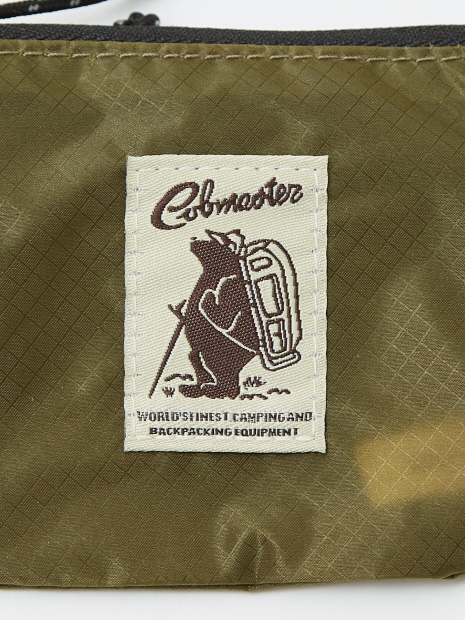 Cobmaster
WORLD'S FINEST CAMPING AND
BACKPACKING EQUIPMENT